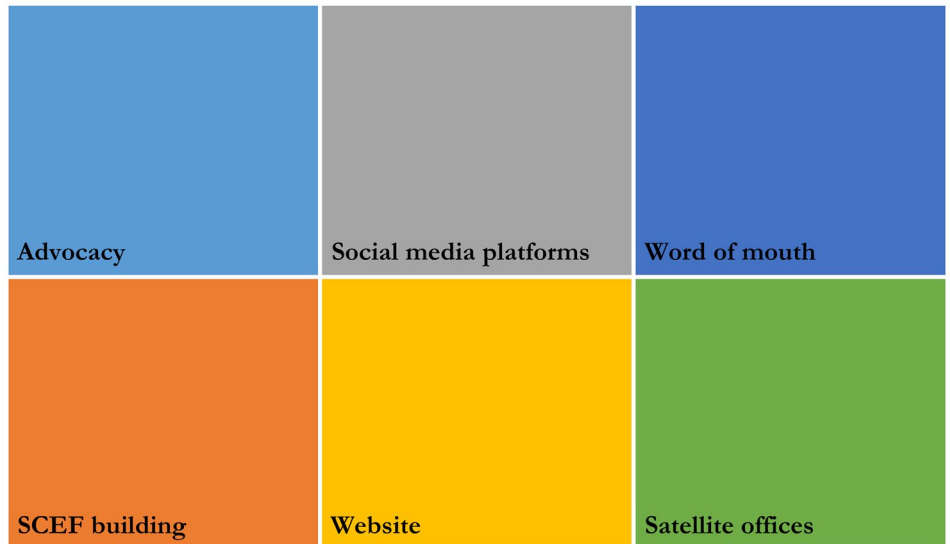 Advocacy
Social media platforms
Word of mouth
SCEF building
Website
Satellite offices